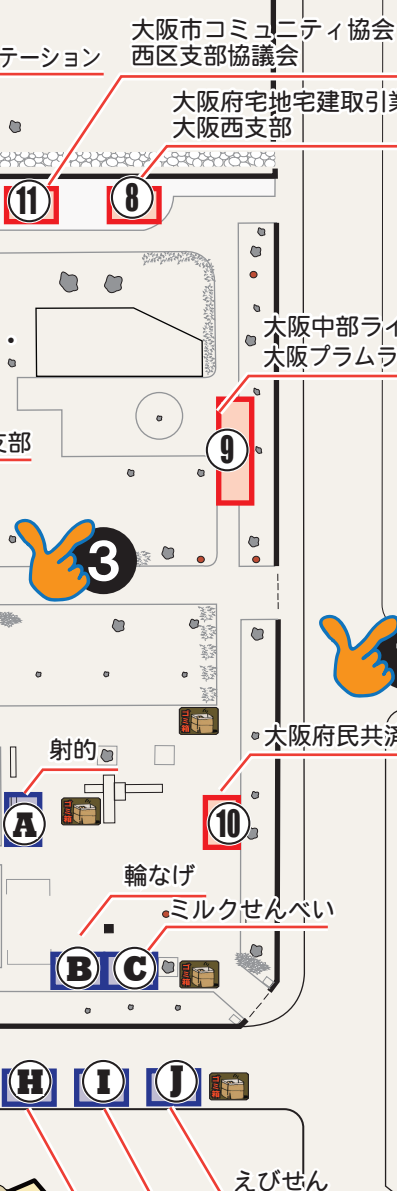 大阪市コミュニティ協会
西区支部協議会
テーション
大阪府宅地宅建取引業
大阪西支部
11
8
大阪中部ライ
大阪プラムラ
支部
9
3
大阪府民共済
射的
A
10
輪なげ
ミルクせんべい
B
C
H
I
J
えびせん